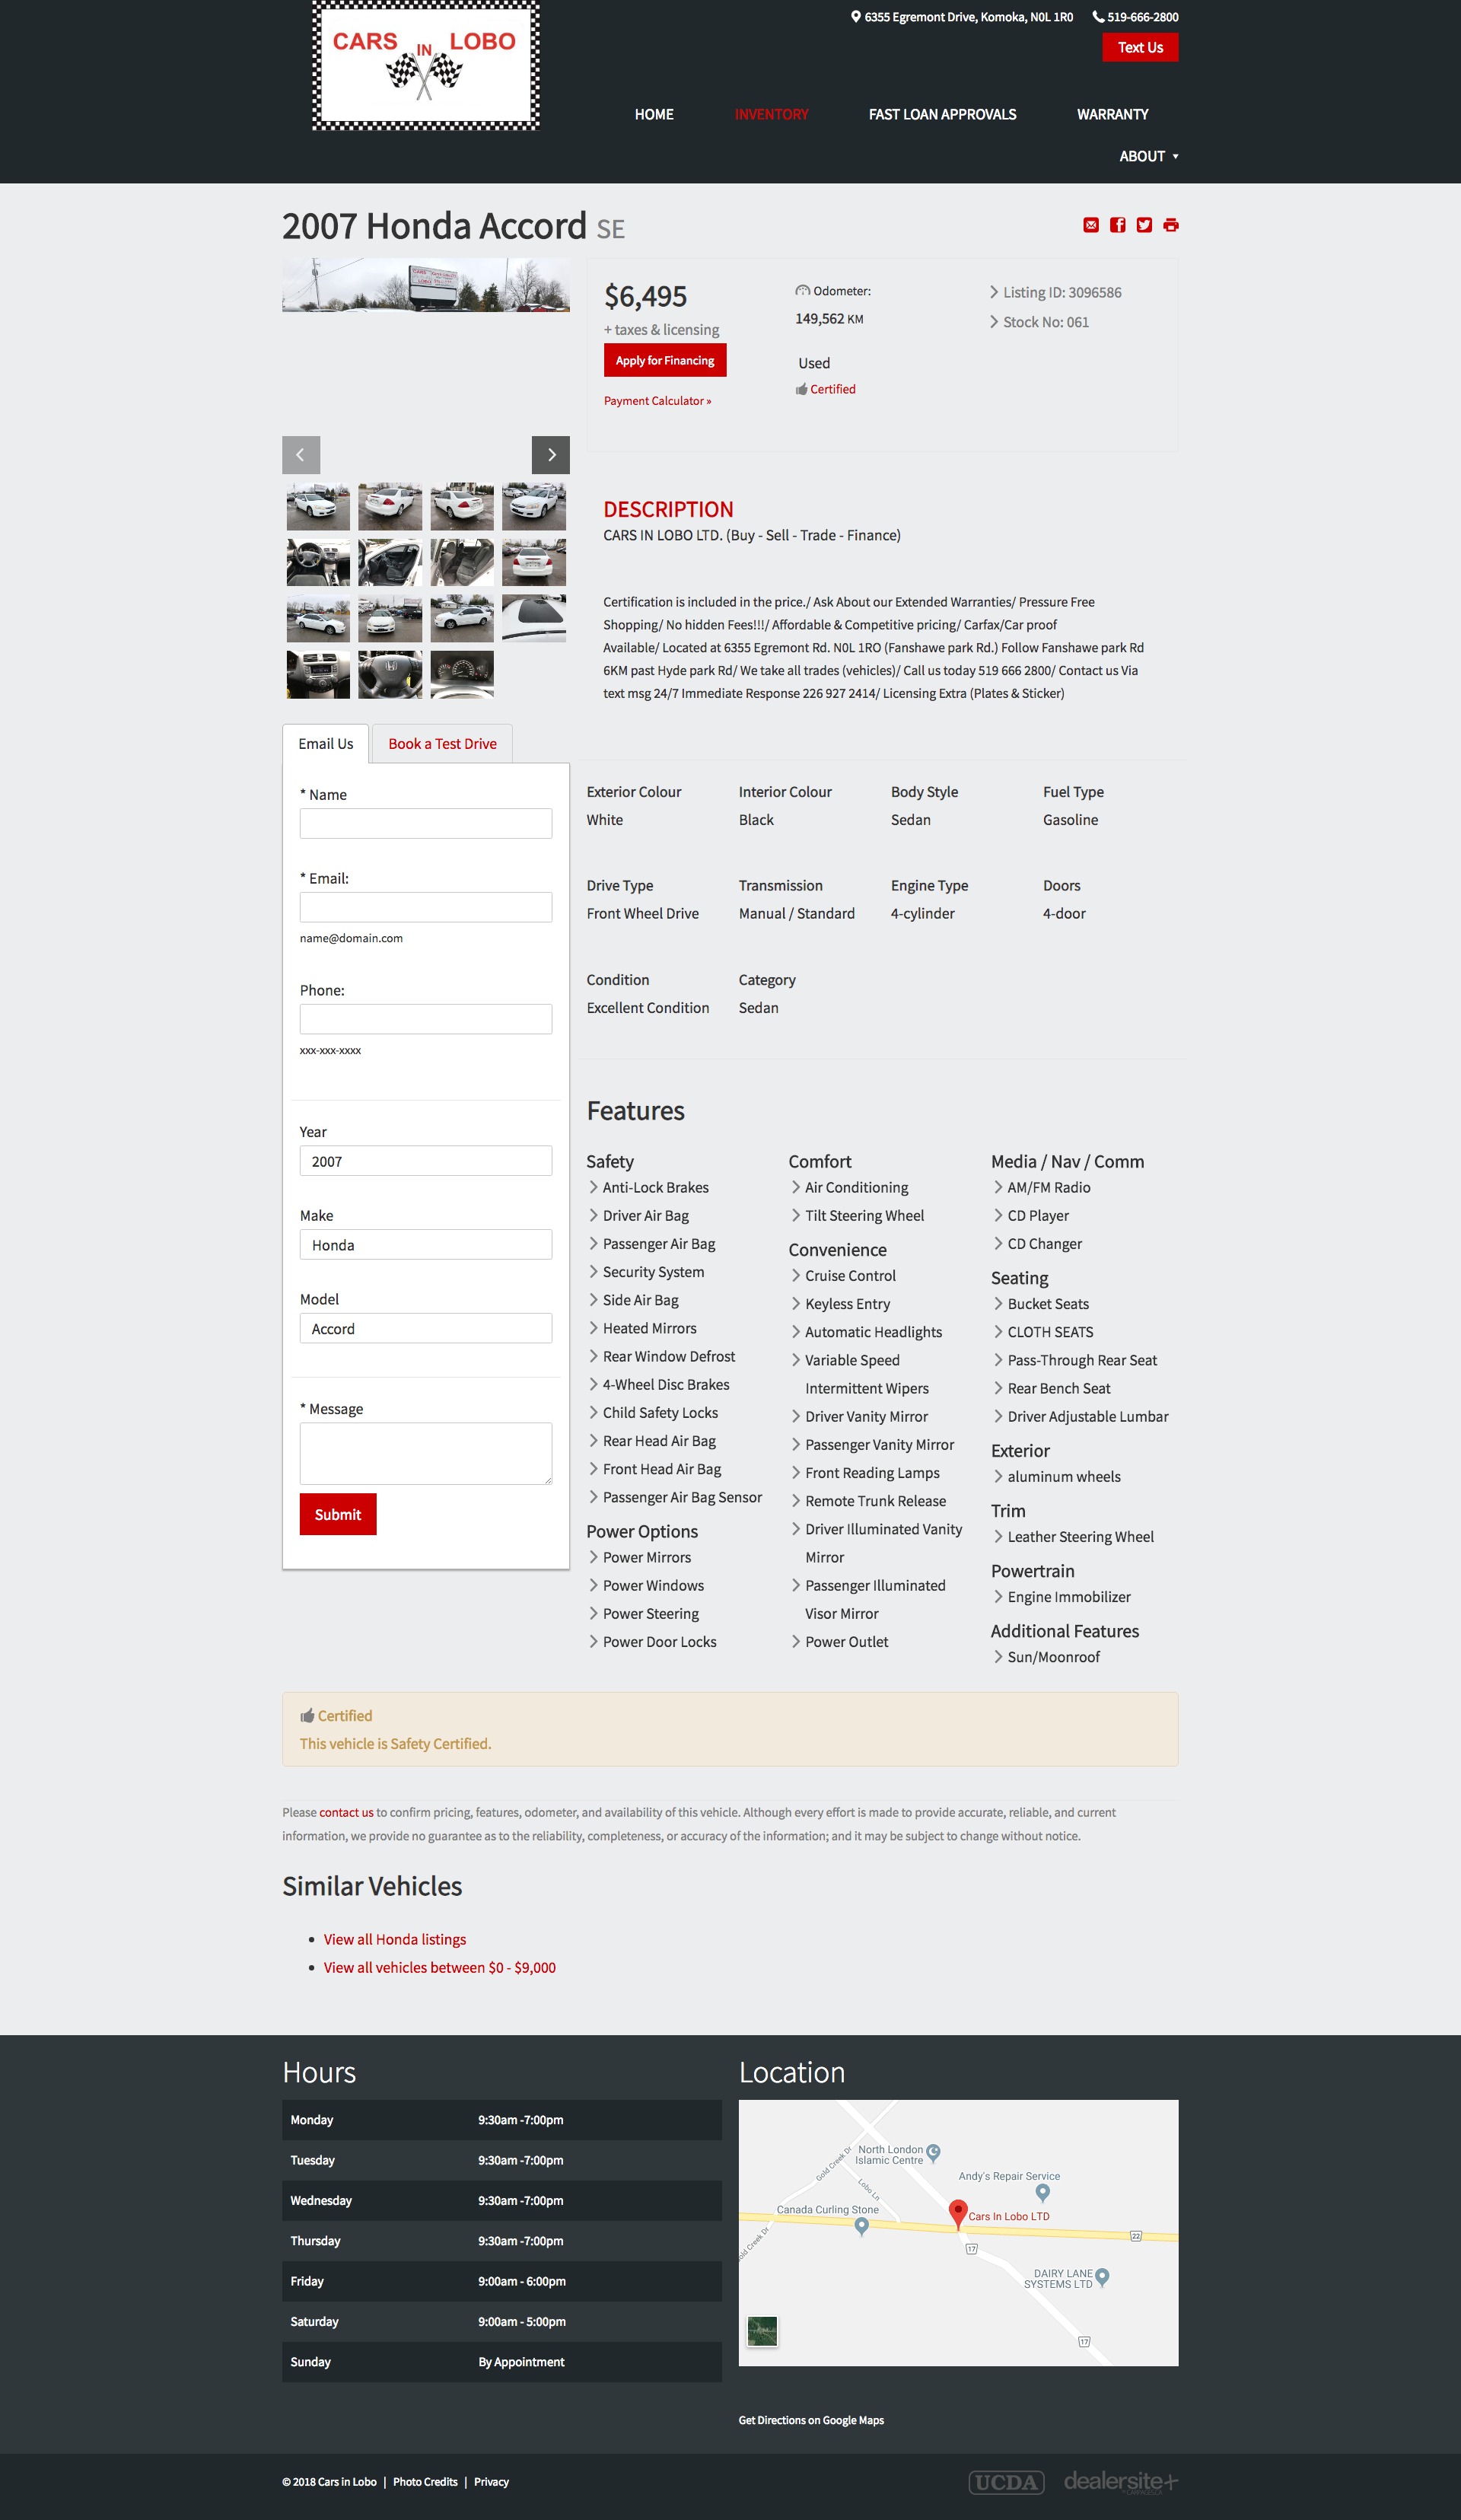 CARS IN LOBO
6355 Egremont Drive, Komoka, N0L 1R0
519-666-2800
Text Us
HOME
INVENTORY
FAST LOAN APPROVALS
WARRANTY
ABOUT
2007 Honda Accord SE
$6,495
+ taxes & licensing
Apply for Financing
Payment Calculator »
Odometer:
149,562 KM
Used
Certified
Listing ID: 3096586
Stock No: 061
DESCRIPTION
CARS IN LOBO LTD. (Buy - Sell - Trade - Finance)
Certification is included in the price./ Ask About our Extended Warranties/ Pressure Free
Shopping/ No hidden Fees!!!/ Affordable & Competitive pricing/ Carfax/Car proof
Available/ Located at 6355 Egremont Rd. N0L 1RO (Fanshawe park Rd.) Follow Fanshawe park Rd
6KM past Hyde park Rd/ We take all trades (vehicles)/ Call us today 519 666 2800/ Contact us Via
text msg 24/7 Immediate Response 226 927 2414/ Licensing Extra (Plates & Sticker)
Email Us
Book a Test Drive
* Name
* Email:
name@domain.com
Phone:
xxx-xxx-xxxx
Year
2007
Make
Honda
Model
Accord
* Message
Submit
Exterior Colour
White
Interior Colour
Black
Body Style
Sedan
Fuel Type
Gasoline
Drive Type
Front Wheel Drive
Transmission
Manual / Standard
Engine Type
4-cylinder
Doors
4-door
Condition
Excellent Condition
Category
Sedan
Features
Safety
Anti-Lock Brakes
Driver Air Bag
Passenger Air Bag
Security System
Side Air Bag
Heated Mirrors
Rear Window Defrost
4-Wheel Disc Brakes
Child Safety Locks
Rear Head Air Bag
Front Head Air Bag
Passenger Air Bag Sensor
Power Options
Power Mirrors
Power Windows
Power Steering
Power Door Locks
Comfort
Air Conditioning
Tilt Steering Wheel
Convenience
Cruise Control
Keyless Entry
Automatic Headlights
Variable Speed
Intermittent Wipers
Driver Vanity Mirror
Passenger Vanity Mirror
Front Reading Lamps
Remote Trunk Release
Driver Illuminated Vanity
Mirror
Passenger Illuminated
Visor Mirror
Power Outlet
Media / Nav / Comm
AM/FM Radio
CD Player
CD Changer
Seating
Bucket Seats
CLOTH SEATS
Pass-Through Rear Seat
Rear Bench Seat
Driver Adjustable Lumbar
Exterior
aluminum wheels
Trim
Leather Steering Wheel
Powertrain
Engine Immobilizer
Additional Features
Sun/Moonroof
Certified
This vehicle is Safety Certified.
Please contact us to confirm pricing, features, odometer, and availability of this vehicle. Although every effort is made to provide accurate, reliable, and current
information, we provide no guarantee as to the reliability, completeness, or accuracy of the information; and it may be subject to change without notice.
Similar Vehicles
View all Honda listings
View all vehicles between $0 - $9,000
Hours
Monday 9:30am -7:00pm
Tuesday 9:30am -7:00pm
Wednesday 9:30am -7:00pm
Thursday 9:30am -7:00pm
Friday 9:00am - 6:00pm
Saturday 9:00am - 5:00pm
Sunday By Appointment
Location
North London
Islamic Centre
Gold Creek Dr
Lobo Ln
Andy's Repair Service
Canada Curling Stone
Cars In Lobo LTD
22
17
Gold Creek Dr
DAIRY LANE
SYSTEMS LTD
17
Get Directions on Google Maps
© 2018 Cars in Lobo | Photo Credits | Privacy
UCDA
dealersite+